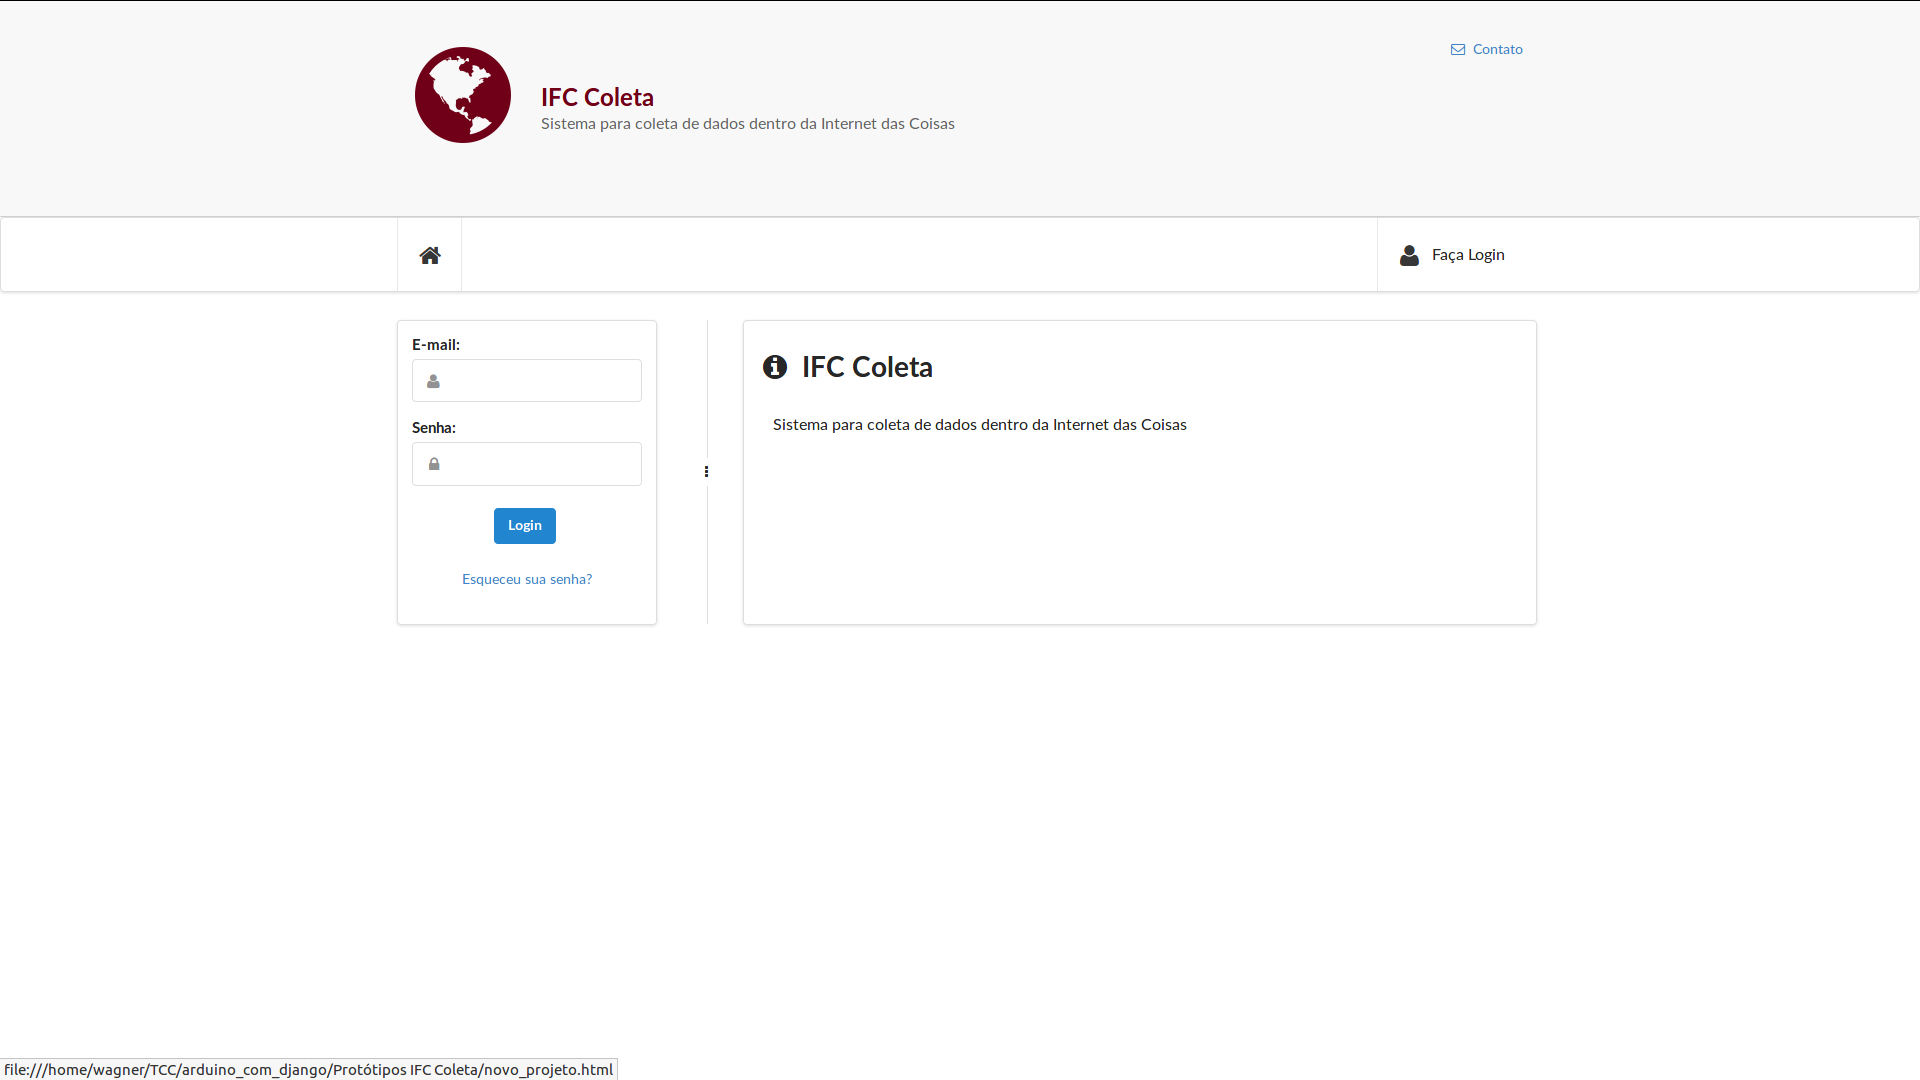 Contato
IFC Coleta
Sistema para coleta de dados dentro da Internet das Coisas
Faça Login
E-mail:
Senha:
Login
Esqueceu sua senha?
IFC Coleta
Sistema para coleta de dados dentro da Internet das Coisas
file:///home/wagner/TCC/arduino_com_django/Protótipos IFC Coleta/novo_projeto.html